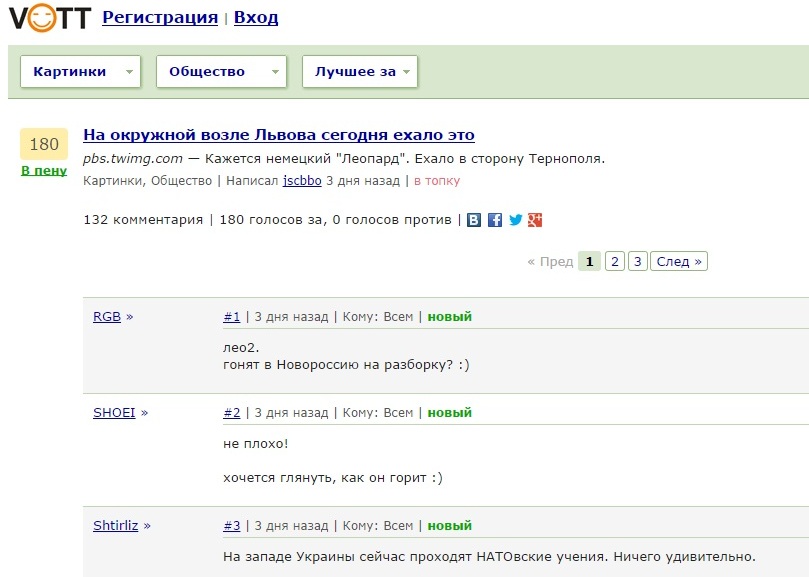 VOTT Регистрация | Вход
Картинки Общество Лучшее за
180
В пену
На окружной возле Львова сегодня ехало это
pbs.twimg.com — Кажется немецкий "Леопард". Ехало в сторону Тернополя.
Картинки, Общество | Написал jscbbo 3 дня назад | в топку
132 комментария | 180 голосов за, 0 голосов против |
« Пред 1 2 3 След »
RGB » #1 | 3 дня назад | Кому: Всем | новый
лео2.
гонят в Новороссию на разборку? :)
SHOEI » #2 | 3 дня назад | Кому: Всем | новый
не плохо!
хочется глянуть, как он горит :)
Shtirliz » #3 | 3 дня назад | Кому: Всем | новый
На западе Украины сейчас проходят НАТОвские учения. Ничего удивительно.